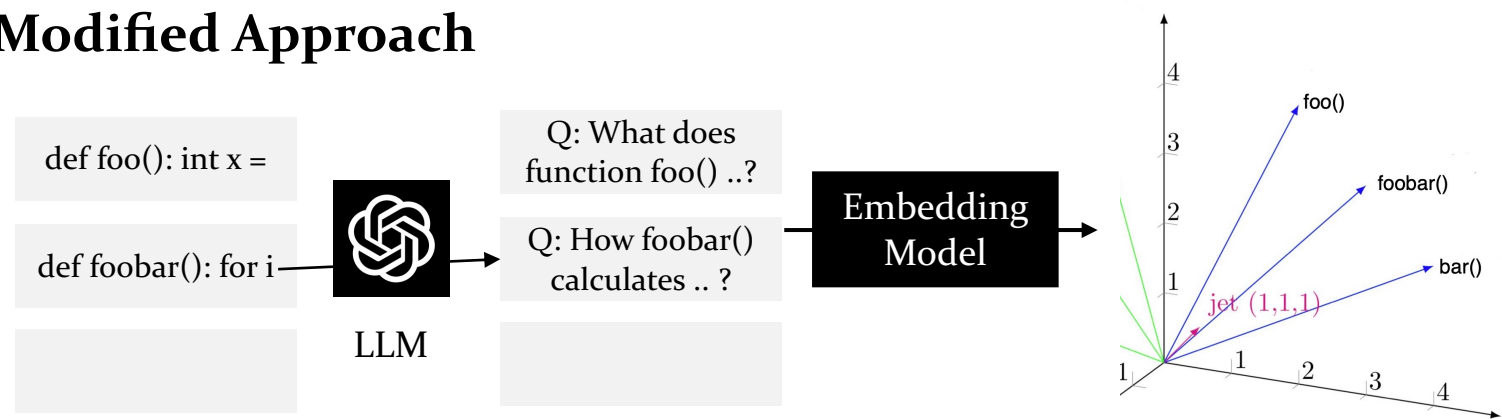 Modified Approach
def foo(): int x =
def foobar(): for i
LLM
Q: What does
function foo() ..?
Q: How foobar()
calculates .. ?
Embedding
Model
4
3
2
1
foo()
foobar()
bar()
jet (1,1,1)
1
1
2
3
4